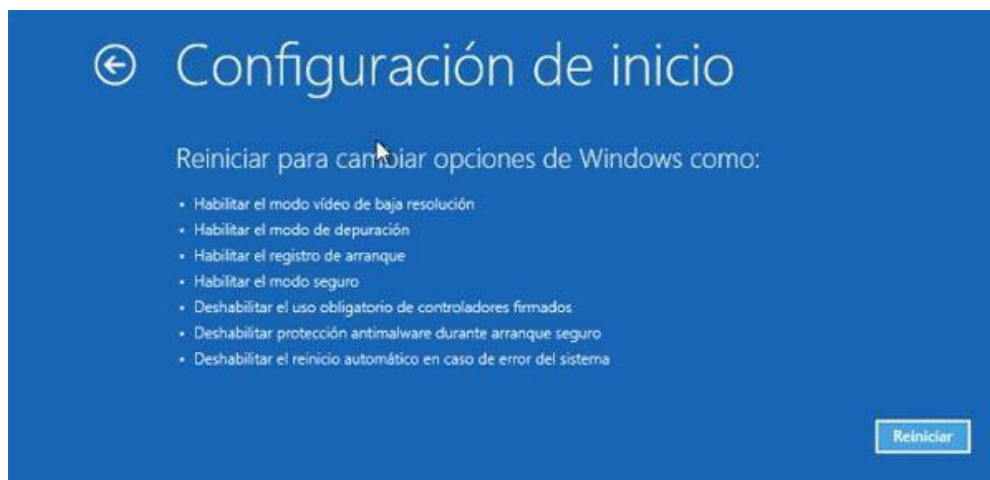 Configuración de inicio
Reiniciar para cambiar opciones de Windows como:
• Habilitar el modo vídeo de baja resolución
• Habilitar el modo de depuración
• Habilitar el registro de arranque
• Habilitar el modo seguro
• Deshabilitar el uso obligatorio de controladores firmados
• Deshabilitar protección antimalware durante arranque seguro
• Deshabilitar el reinicio automático en caso de error del sistema
Reiniciar